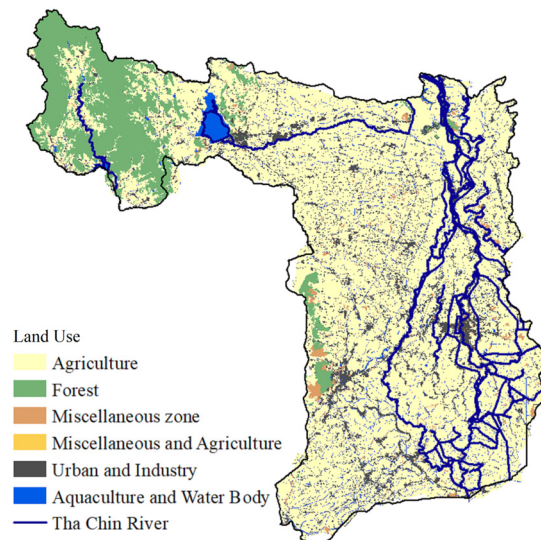 Land Use
Agriculture
Forest
Miscellaneous zone
Miscellaneous and Agriculture
Urban and Industry
Aquaculture and Water Body
Tha Chin River